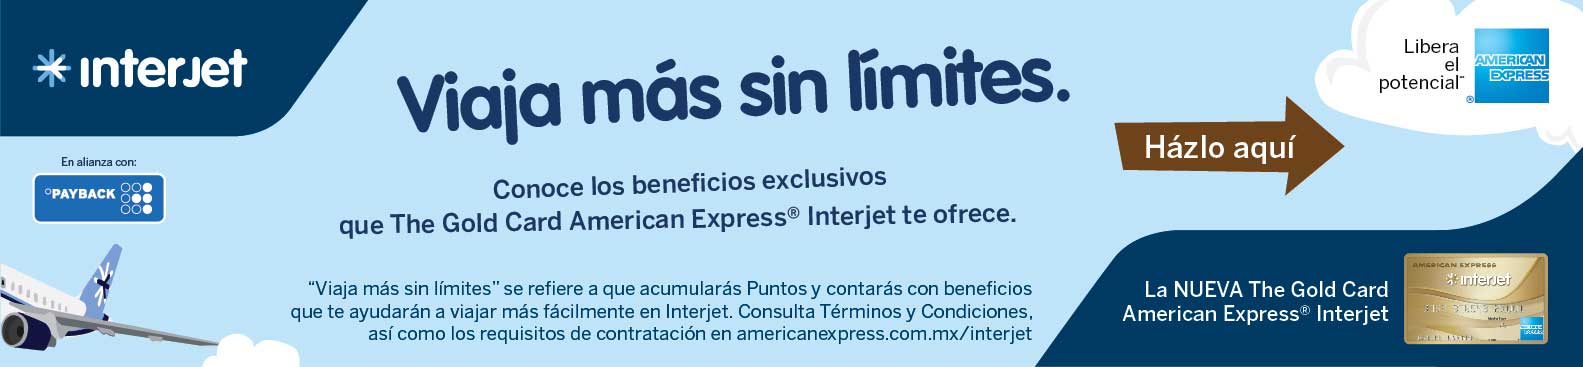 interjet
En alianza con:
PAYBACK
Viaja más sin límites.
Conoce los beneficios exclusivos
que The Gold Card American Express® Interjet te ofrece.
"Viaja más sin límites" se refiere a que acumularás Puntos y contarás con beneficios
que te ayudarán a viajar más fácilmente en Interjet. Consulta Términos y Condiciones,
así como los requisitos de contratación en americanexpress.com.mx/interjet
Libera
el
potencial℠
AMERICAN
EXPRESS
®
Házlo aquí
La NUEVA The Gold Card
American Express® Interjet
AMERICAN EXPRESS
interjet